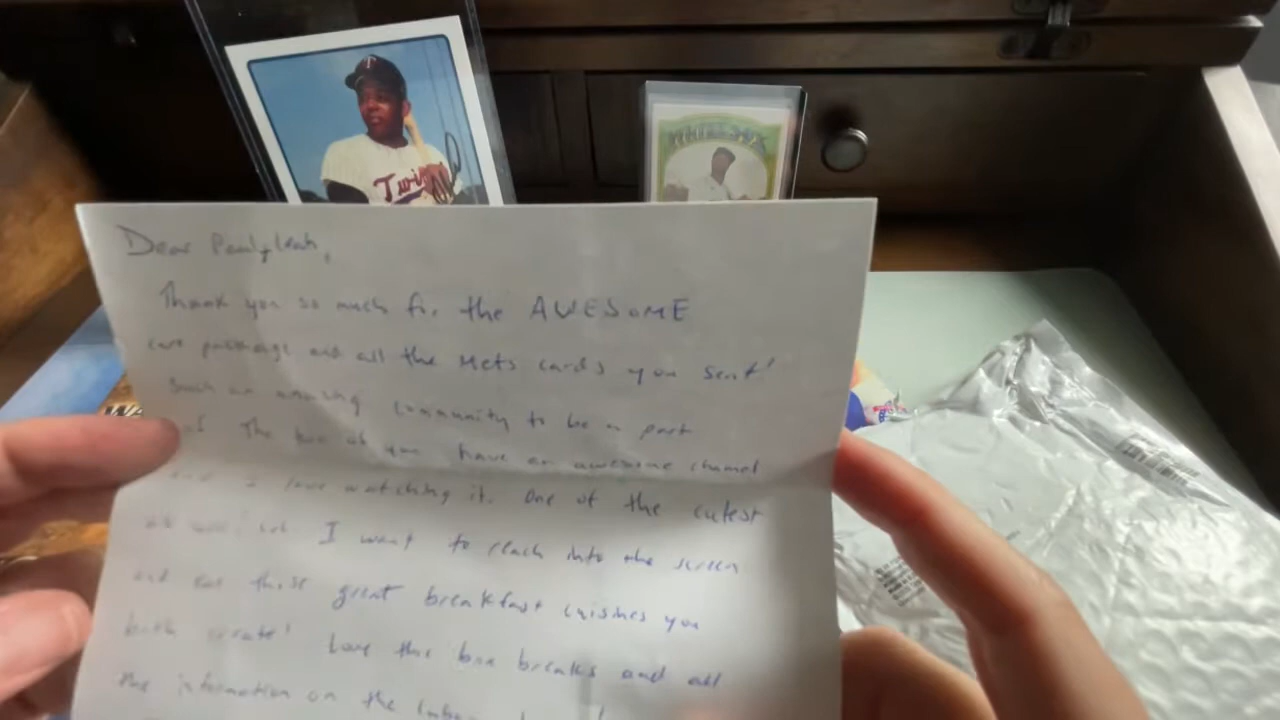 Twins
Dear Paul & Leah,
Thank you so much for the AWESOME
care package and all the Mets cards you sent!
Such an amazing community to be a part
of. The two of you have an awesome channel
and I love watching it. One of the cutest
I want to reach into the screen
and eat those great breakfast cuisines you
both create! Love the box breaks and all
the information on the